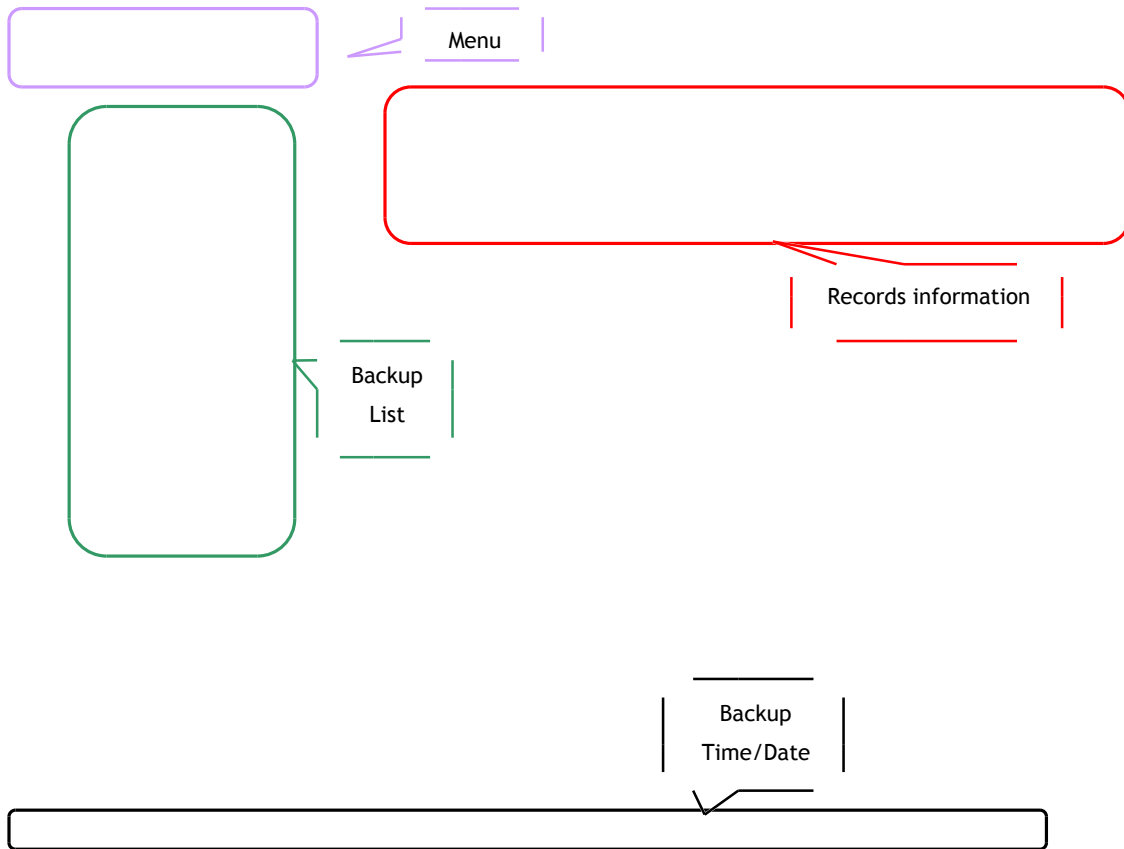 Menu
Records information
Backup
List
Backup
Time/Date